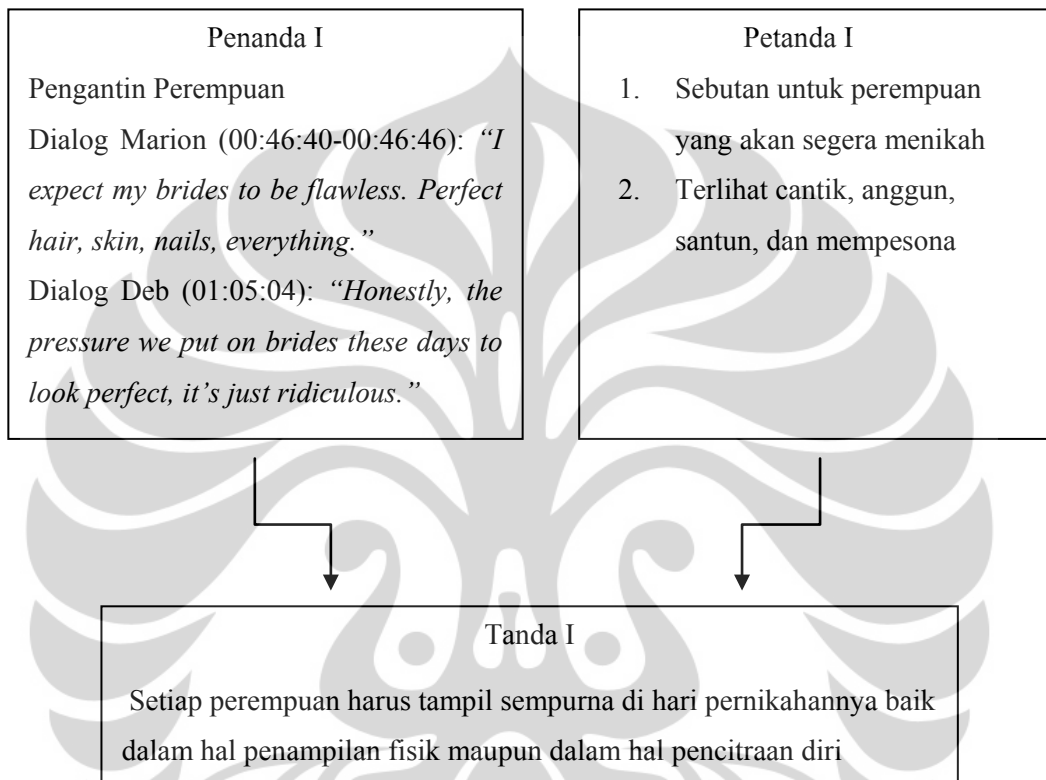 Penanda I
Pengantin Perempuan
Dialog Marion (00:46:40-00:46:46): “I
expect my brides to be flawless. Perfect
hair, skin, nails, everything.”
Dialog Deb (01:05:04): “Honestly, the
pressure we put on brides these days to
look perfect, it’s just ridiculous.”
Petanda I
1. Sebutan untuk perempuan
yang akan segera menikah
2. Terlihat cantik, anggun,
santun, dan mempesona
Tanda I
Setiap perempuan harus tampil sempurna di hari pernikahannya baik
dalam hal penampilan fisik maupun dalam hal pencitraan diri